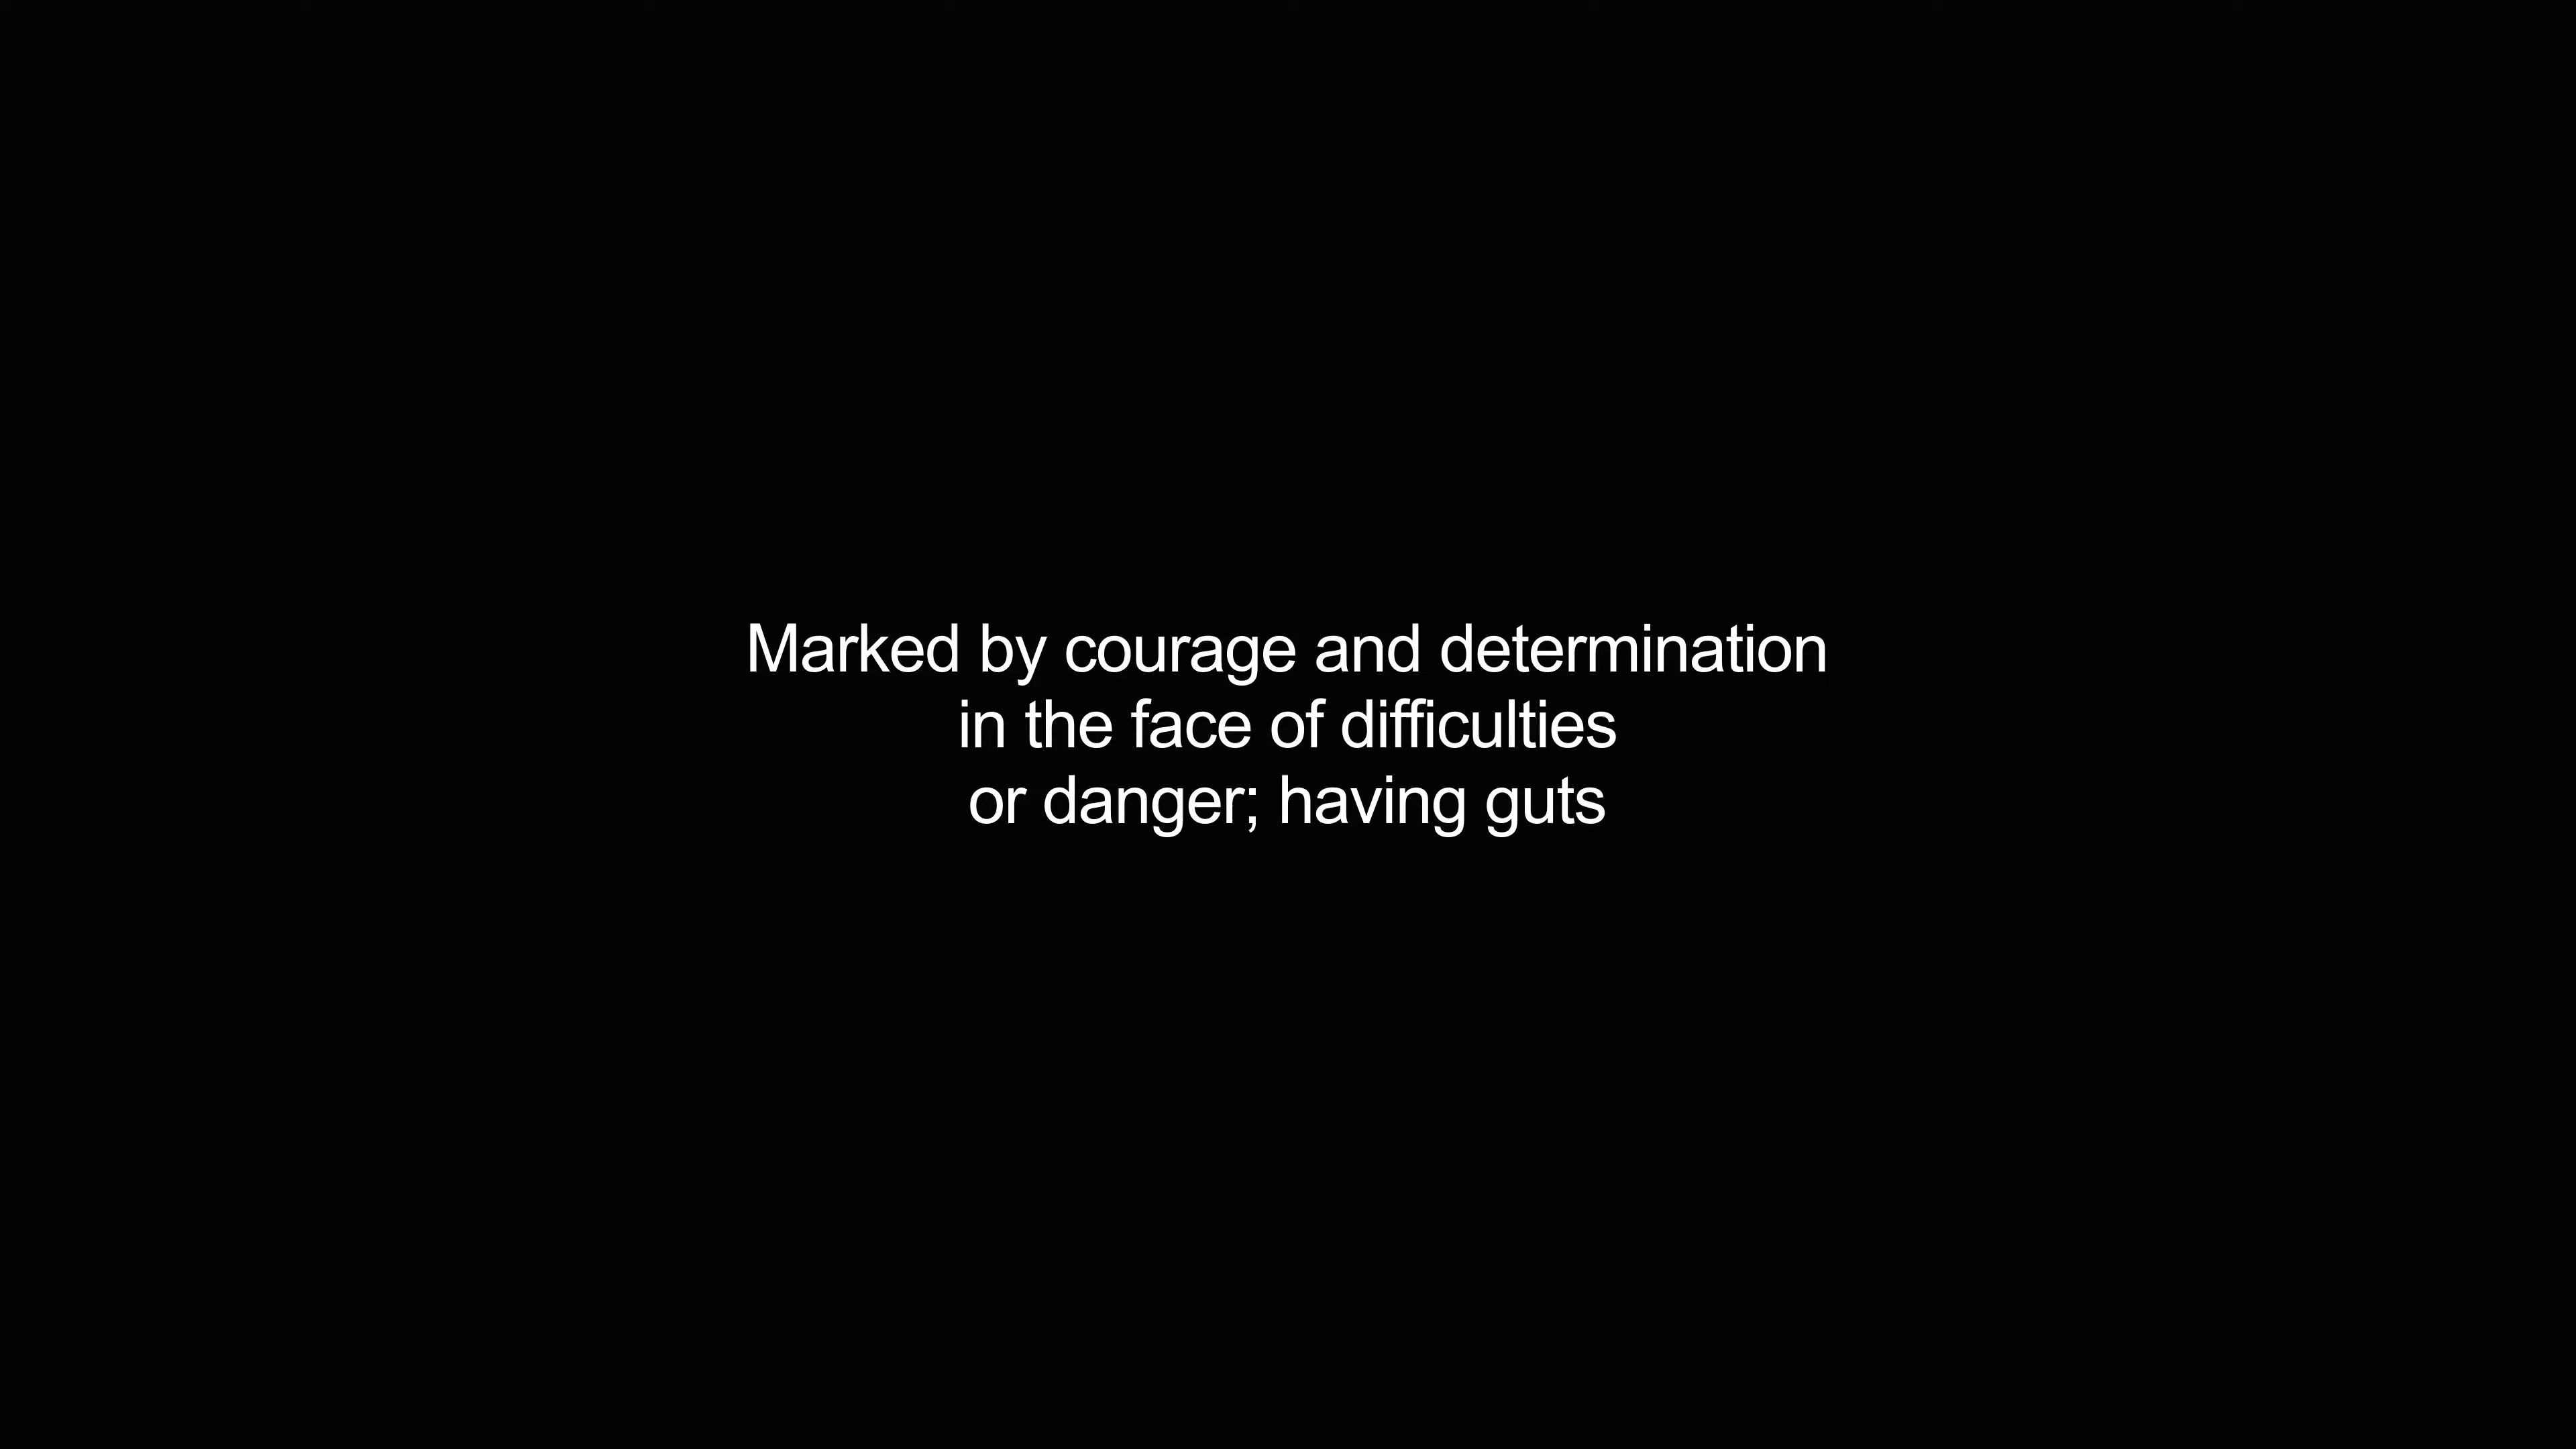 Marked by courage and determination
in the face of difficulties
or danger; having guts